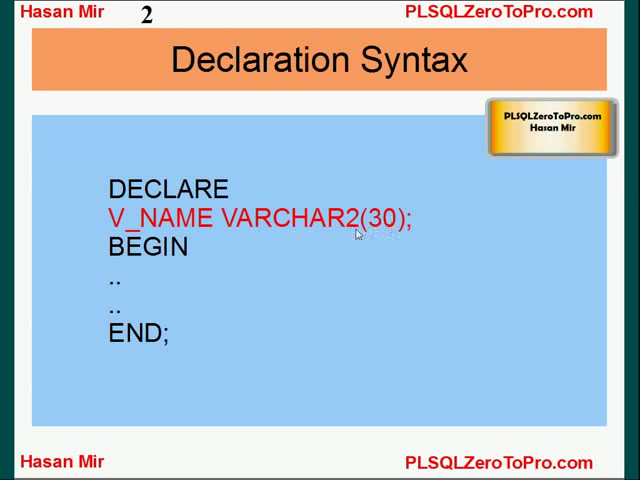 Hasan Mir 2 PLSQLZeroToPro.com
Declaration Syntax
PLSQLZeroToPro.com
Hasan Mir
DECLARE
V_NAME VARCHAR2(30);
BEGIN
..
..
END;
Hasan Mir PLSQLZeroToPro.com